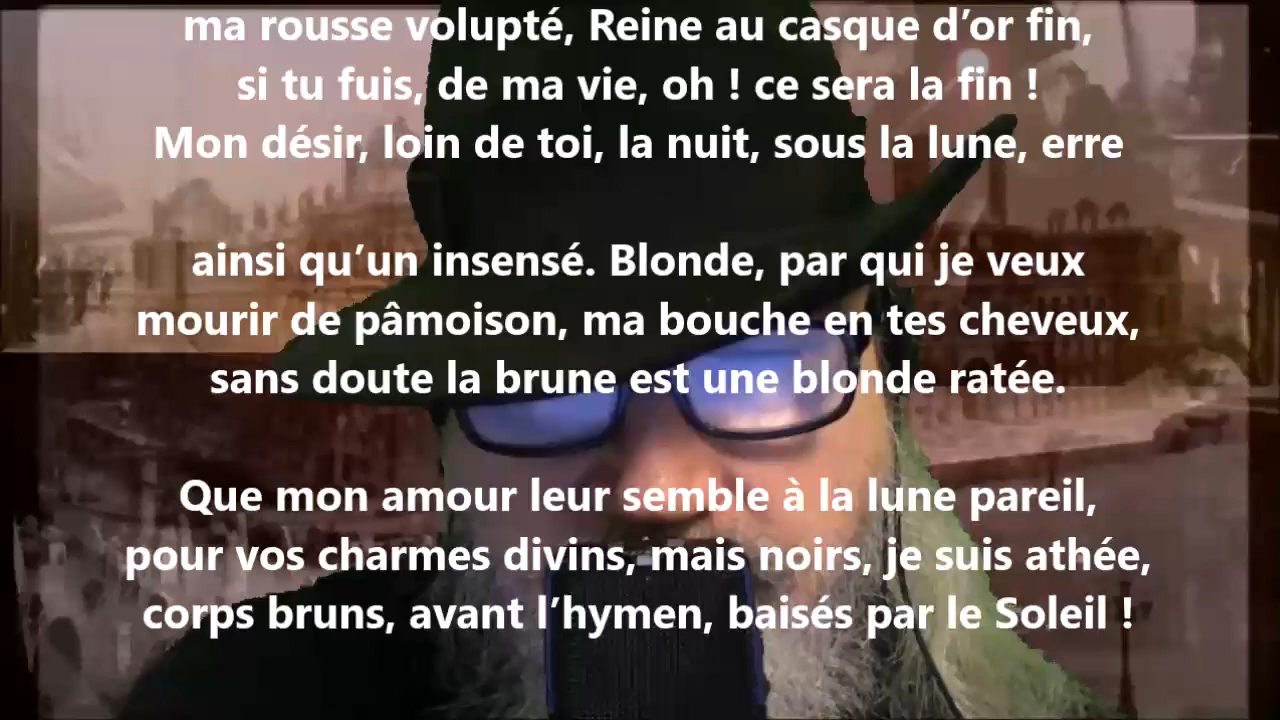 ma rousse volupté, Reine au casque d’or fin,
si tu fuis, de ma vie, oh ! ce sera la fin !
Mon désir, loin de toi, la nuit, sous la lune, erre
ainsi qu’un insensé. Blonde, par qui je veux
mourir de pâmoison, ma bouche en tes cheveux,
sans doute la brune est une blonde ratée.
Que mon amour leur semble à la lune pareil,
pour vos charmes divins, mais noirs, je suis athée,
corps bruns, avant l’hymen, baisés par le Soleil !